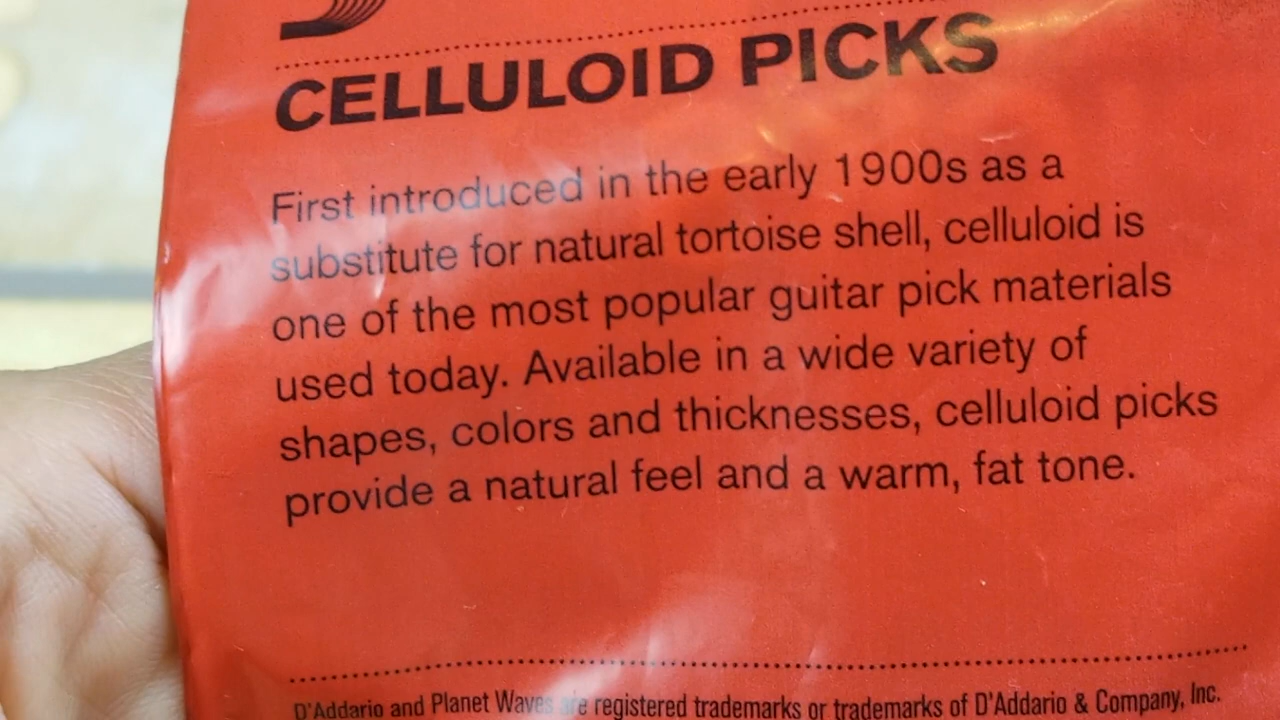 CELLULOID PICKS
First introduced in the early 1900s as a
substitute for natural tortoise shell, celluloid is
one of the most popular guitar pick materials
used today. Available in a wide variety of
shapes, colors and thicknesses, celluloid picks
provide a natural feel and a warm, fat tone.
D'Addario and Planet Waves are registered trademarks or trademarks of D'Addario & Company, Inc.